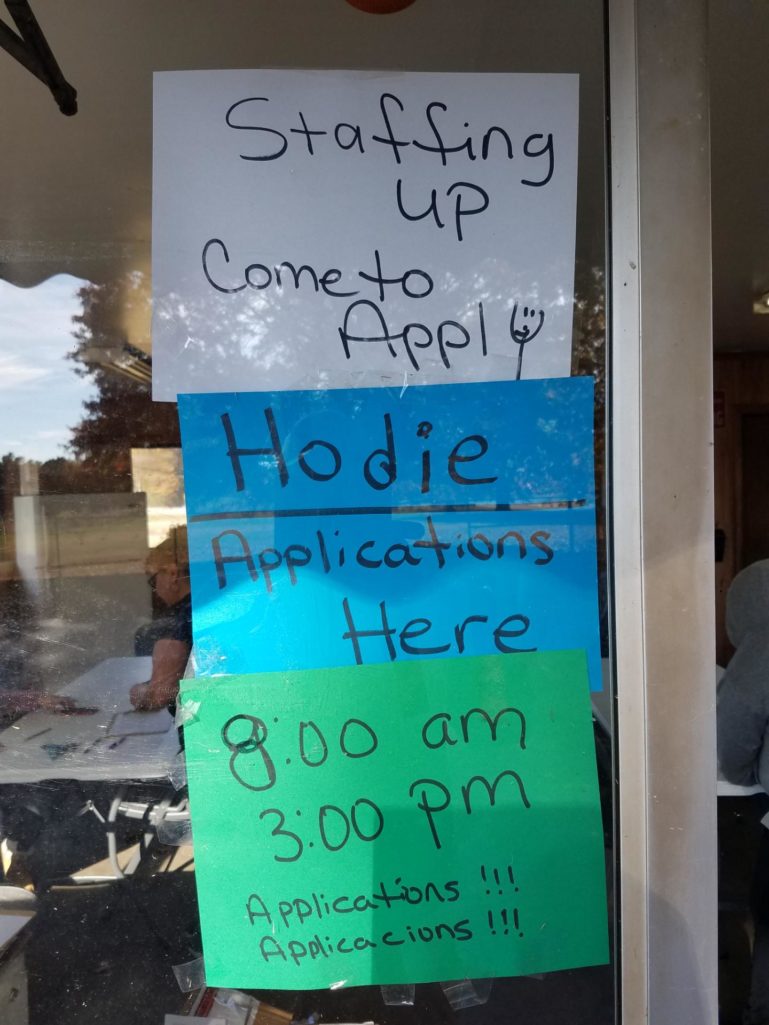 Staffing
up
Come to
Apply
Hodie
Applications
Here
8:00 am
3:00 pm
Applications !!!
Applicacions !!!